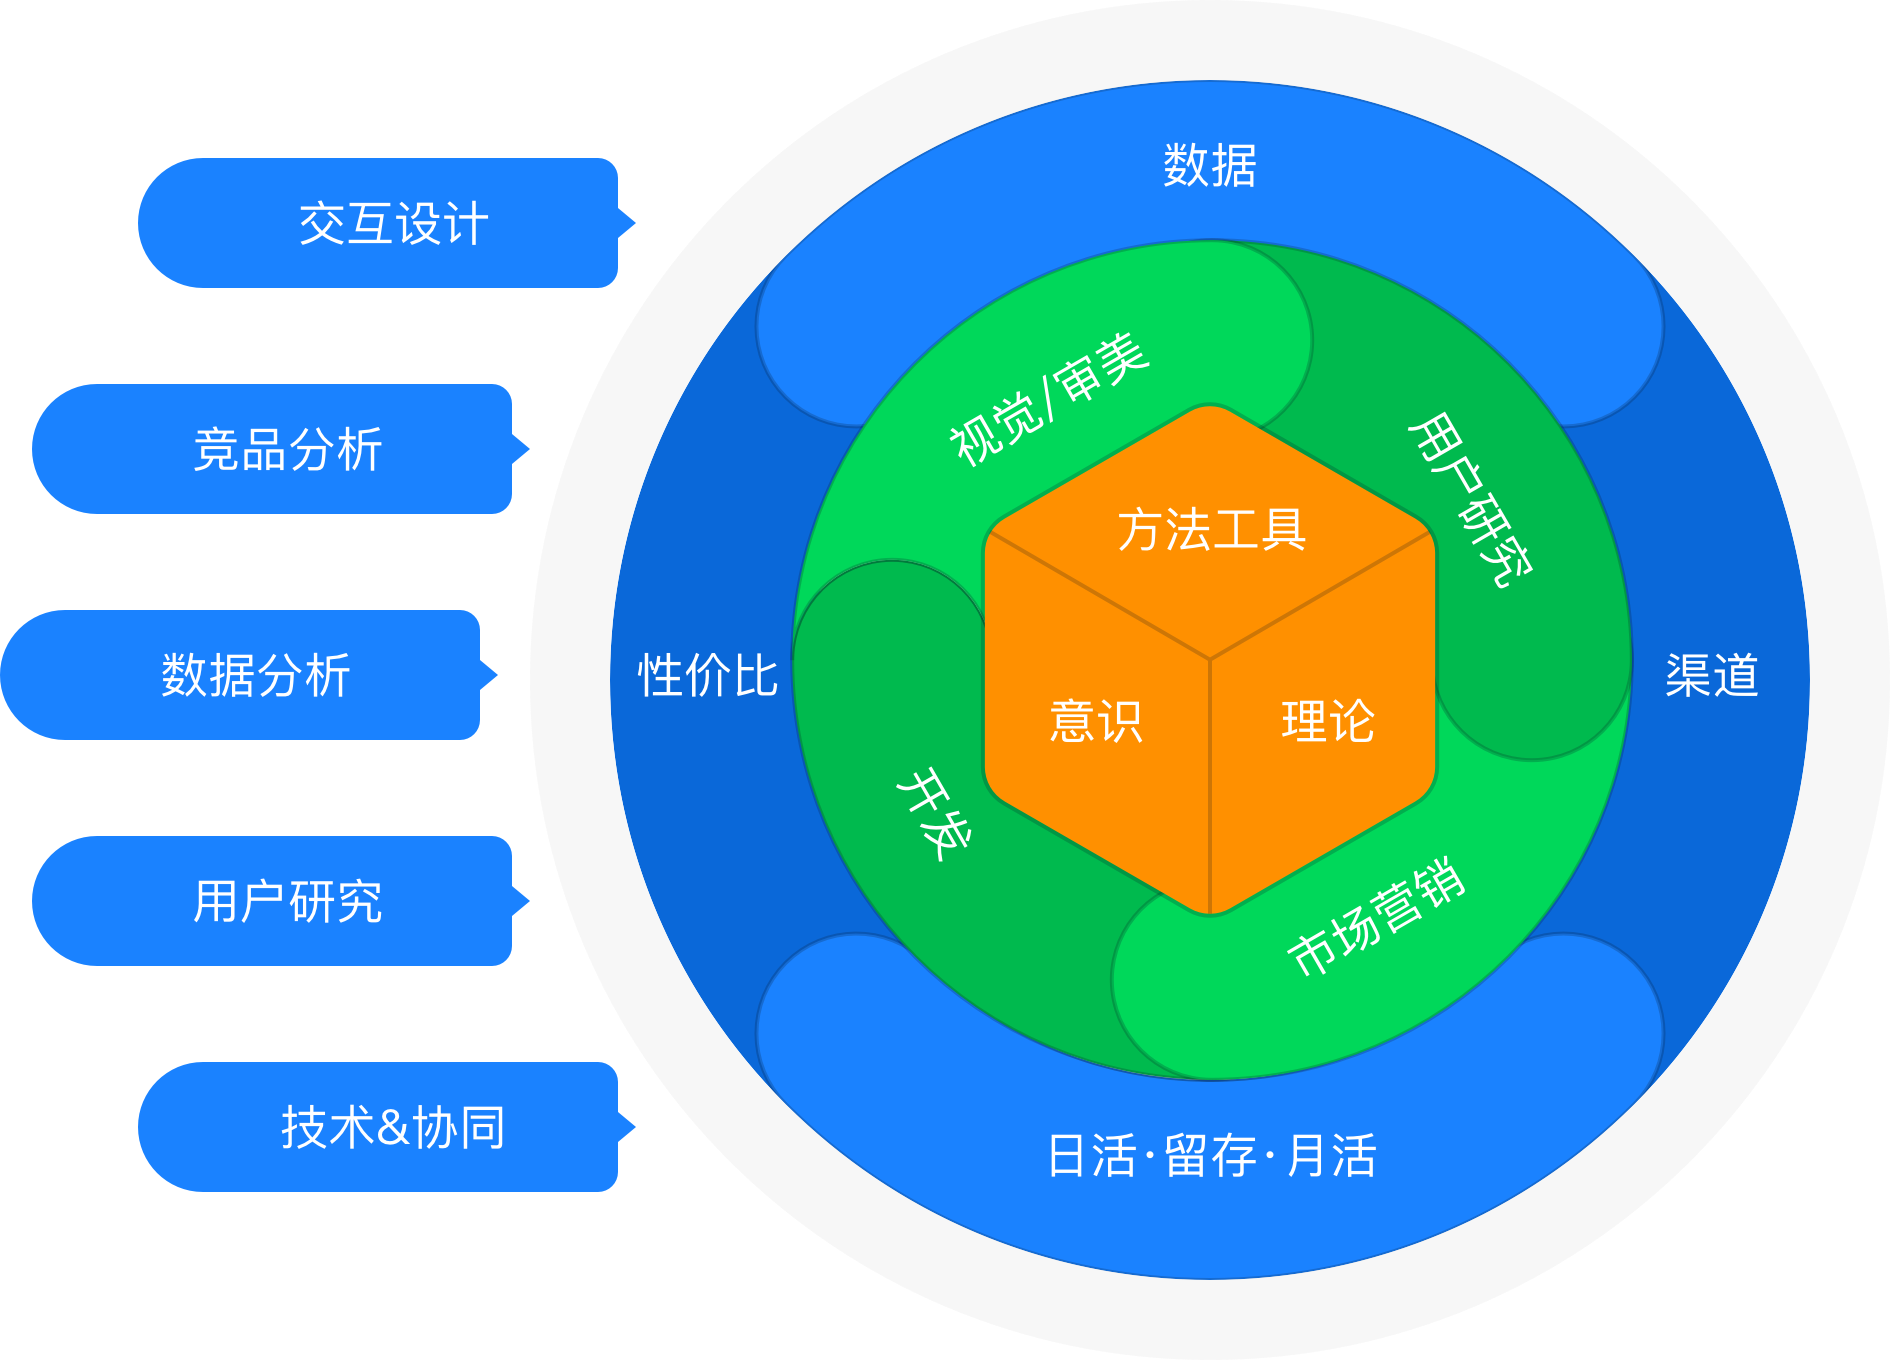 交互设计
竞品分析
数据分析
用户研究
技术&协同
数据
性价比
渠道
日活·留存·月活
视觉/审美
用户研究
开发
市场营销
方法工具
意识
理论